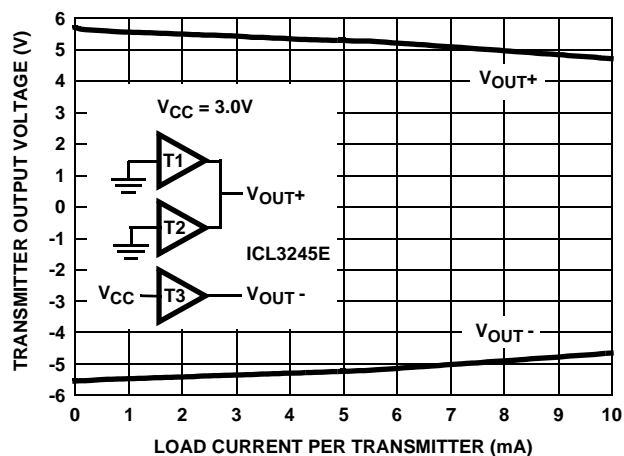 TRANSMITTER OUTPUT VOLTAGE (V)
6
5
4
3
2
1
0
-1
-2
-3
-4
-5
-6
VOUT+
VCC = 3.0V
T1
VOUT+
T2
ICL3245E
VCC
T3
VOUT -
VOUT -
0 1 2 3 4 5 6 7 8 9 10
LOAD CURRENT PER TRANSMITTER (mA)